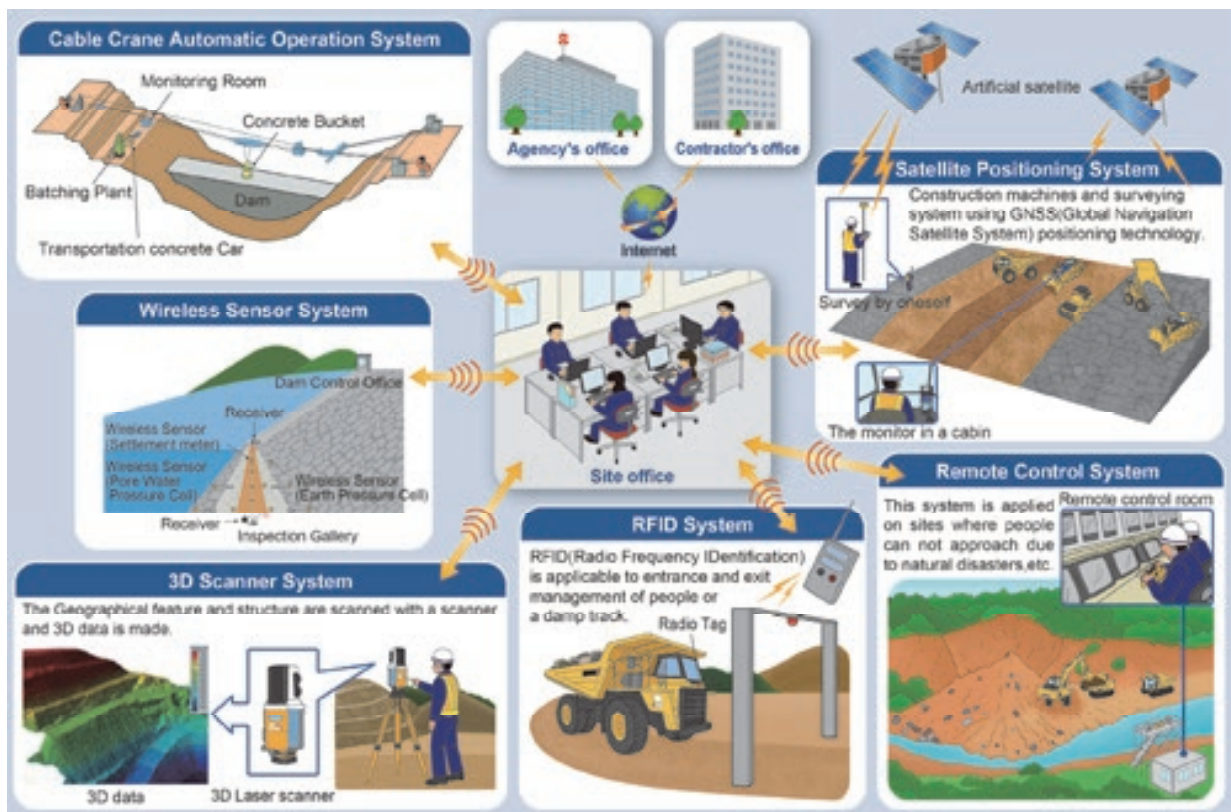 Cable Crane Automatic Operation System
Monitoring Room
Concrete Bucket
Batching Plant
Dam
Transportation concrete Car
Agency's office
Contractor's office
Internet
Artificial satellite
Satellite Positioning System
Construction machines and surveying
system using GNSS(Global Navigation
Satellite System) positioning technology.
Survey by oneself
The monitor in a cabin
Wireless Sensor System
Dam Control Office
Receiver
Wireless Sensor
(Settlement meter)
Wireless Sensor
(Pore Water
Pressure Cell)
Wireless Sensor
(Earth Pressure Cell)
Receiver
Inspection Gallery
Site office
3D Scanner System
The Geographical feature and structure are scanned with a scanner
and 3D data is made.
3D data
3D Laser scanner
RFID System
RFID(Radio Frequency IDentification)
is applicable to entrance and exit
management of people or
a damp track.
Radio Tag
Remote Control System
This system is applied
on sites where people
can not approach due
to natural disasters,etc.
Remote control room